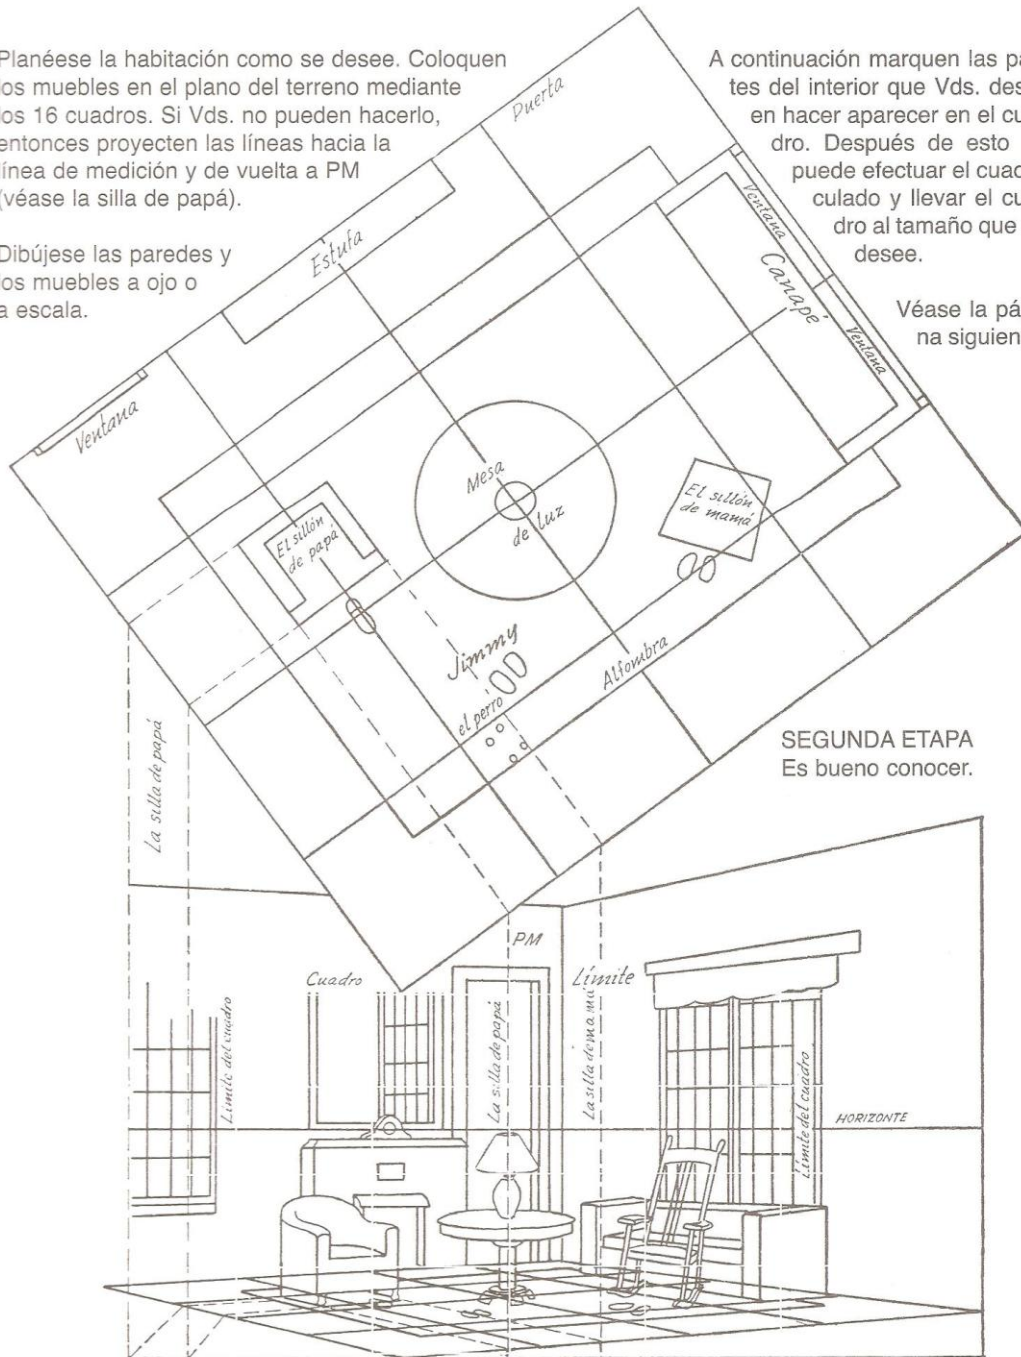 Planéese la habitación como se desee. Coloquen
los muebles en el plano del terreno mediante
los 16 cuadros. Si Vds. no pueden hacerlo,
entonces proyecten las líneas hacia la
línea de medición y de vuelta a PM
(véase la silla de papá).
Dibújese las paredes y
los muebles a ojo o
a escala.
A continuación marquen las pa
tes del interior que Vds. des
en hacer aparecer en el cu
dro. Después de esto
puede efectuar el cuad
culado y llevar el cu
dro al tamaño que
desee.
Véase la pá
na siguien
Puerta
Estufa
Ventana
Ventana
Canapé
Ventana
Mesa
de luz
El sillón
de mamá
El sillón
de papá
Jimmy
el perro
Alfombra
SEGUNDA ETAPA
Es bueno conocer.
La silla de papá
PM
Cuadro
Límite
Límite del cuadro
La silla de papá
La silla de mamá
Límite del cuadro
HORIZONTE